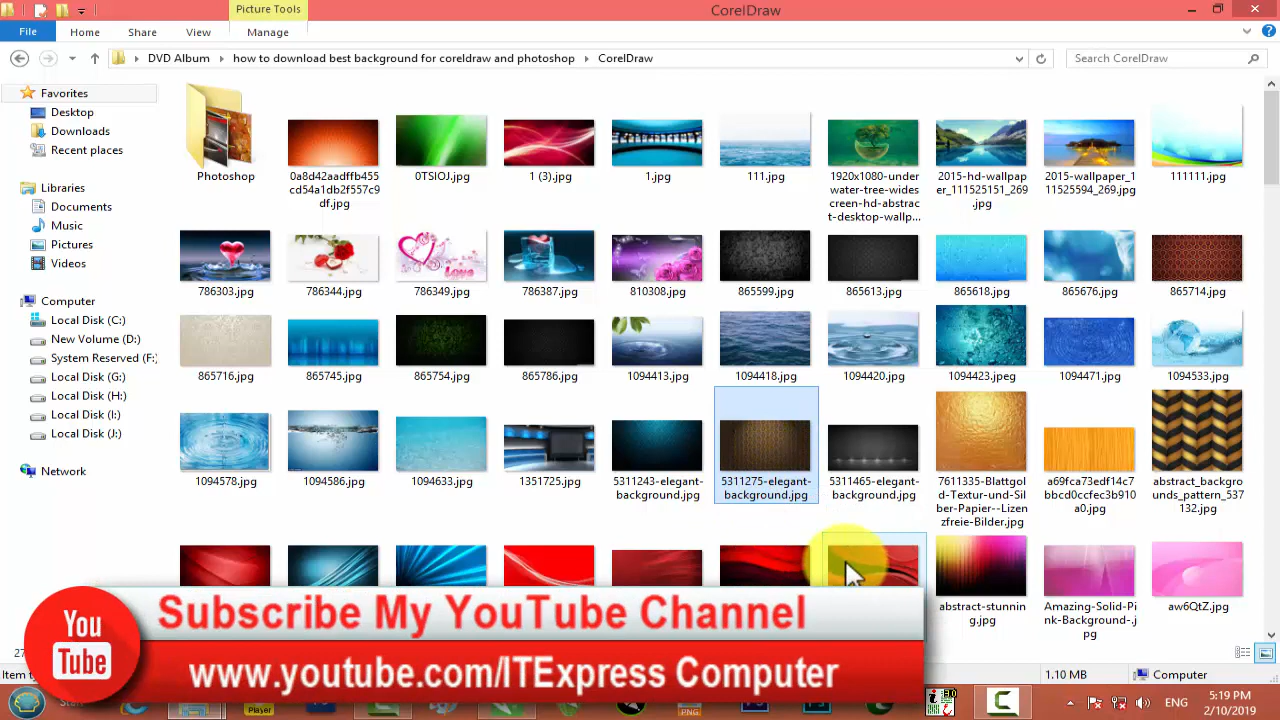 Picture Tools
CorelDraw
File
Home
Share
View
Manage
DVD Album
how to download best background for coreldraw and photoshop
CorelDraw
Search CorelDraw
Favorites
Desktop
Downloads
Recent places
Libraries
Documents
Music
Pictures
Videos
Computer
Local Disk (C:)
New Volume (D:)
System Reserved (F:)
Local Disk (G:)
Local Disk (H:)
Local Disk (I:)
Local Disk (J:)
Network
Photoshop
0a8d42aadffb455
cd54a1db2f557c9
df.jpg
0TSIOJ.jpg
1 (3).jpg
1.jpg
111.jpg
1920x1080-under
water-tree-wides
creen-hd-abstrac
t-desktop-wallp...
2015-hd-wallpap
er_111525151_269
.jpg
2015-wallpaper_1
11525594_269.jpg
111111.jpg
786303.jpg
786344.jpg
786349.jpg
786387.jpg
810308.jpg
865599.jpg
865613.jpg
865618.jpg
865676.jpg
865714.jpg
865716.jpg
865745.jpg
865754.jpg
865786.jpg
1094413.jpg
1094418.jpg
1094420.jpg
1094423.jpeg
1094471.jpg
1094533.jpg
1094578.jpg
1094586.jpg
1094633.jpg
1351725.jpg
5311243-elegant-
background.jpg
5311275-elegant-
background.jpg
5311465-elegant-
background.jpg
7611335-Blattgol
d-Textur-und-Sil
ber-Papier--Lizen
zfreie-Bilder.jpg
a69fca73edf14c7
bbcd0ccfec3b910
a0.jpg
abstract_backgro
unds_pattern_537
132.jpg
abstract-stunnin
g.jpg
Amazing-Solid-Pi
nk-Background-.j
pg
aw6QtZ.jpg
You
Tube
Subscribe My YouTube Channel
www.youtube.com/ITExpress Computer
1.10 MB
Computer
ENG
5:19 PM
2/10/2019